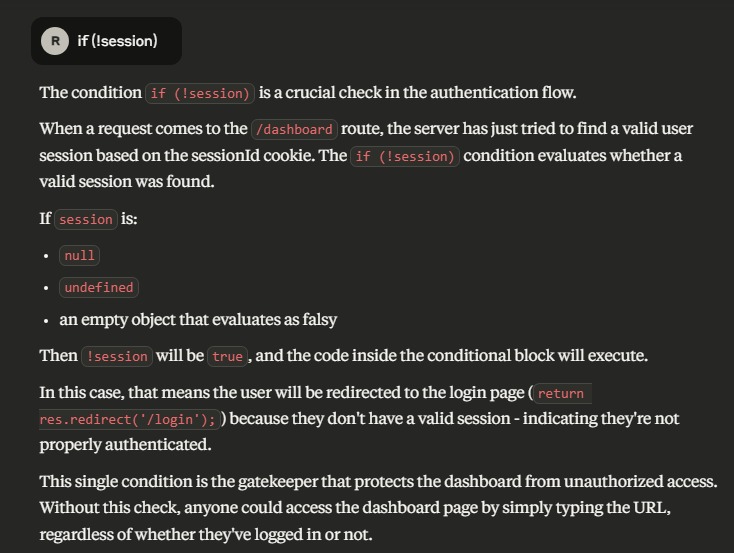 R if (!session)
The condition if (!session) is a crucial check in the authentication flow.
When a request comes to the /dashboard route, the server has just tried to find a valid user
session based on the sessionId cookie. The if (!session) condition evaluates whether a
valid session was found.
If session is:
• null
• undefined
• an empty object that evaluates as falsy
Then !session will be true, and the code inside the conditional block will execute.
In this case, that means the user will be redirected to the login page (return
res.redirect('/login');) because they don't have a valid session - indicating they're not
properly authenticated.
This single condition is the gatekeeper that protects the dashboard from unauthorized access.
Without this check, anyone could access the dashboard page by simply typing the URL,
regardless of whether they've logged in or not.